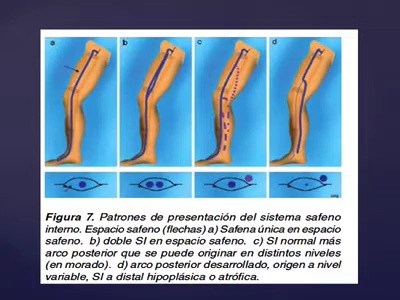 a
b
c
d
Figura 7. Patrones de presentación del sistema safeno
interno. Espacio safeno (flechas) a) Safena única en espacio
safeno. b) doble SI en espacio safeno. c) SI normal más
arco posterior que se puede originar en distintos niveles
(en morado). d) arco posterior desarrollado, origen a nivel
variable, SI a distal hipoplásica o atrófica.